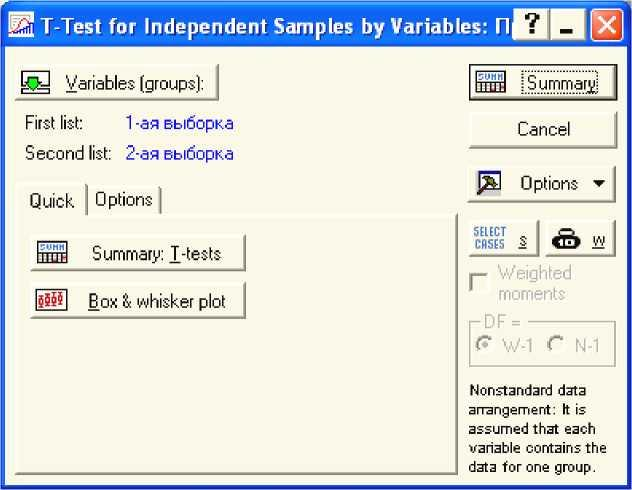 T-Test for Independent Samples by Variables:
Variables (groups):
First list: 1-ая выборка
Second list: 2-ая выборка
Quick
Options
Summary: T-tests
Box & whisker plot
Summary
Cancel
Options
SELECT
CASES
S
W
Weighted
moments
DF =
W-1
N-1
Nonstandard data
arrangement: It is
assumed that each
variable contains the
data for one group.